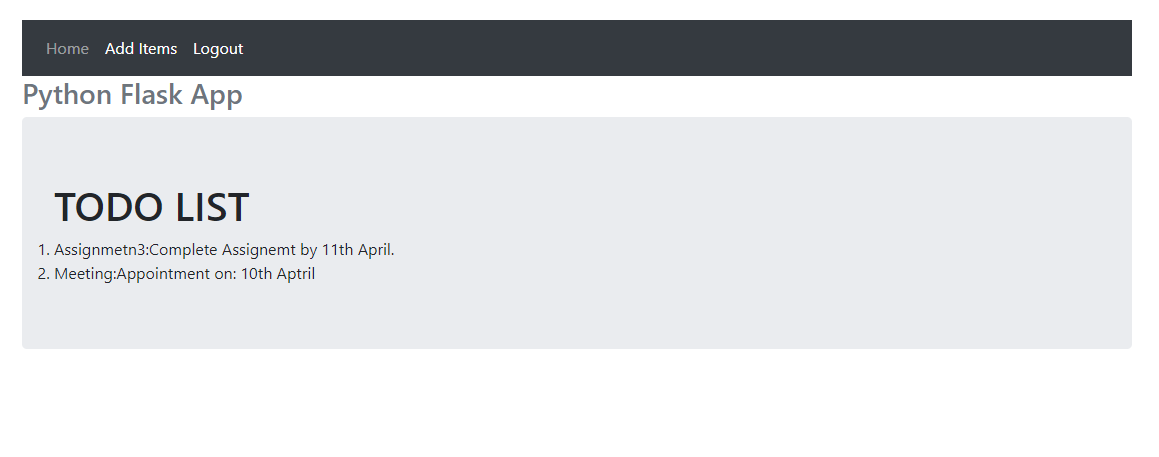 Home Add Items Logout
Python Flask App
TODO LIST
1. Assignmetn3:Complete Assignemt by 11th April.
2. Meeting:Appointment on: 10th Aptril